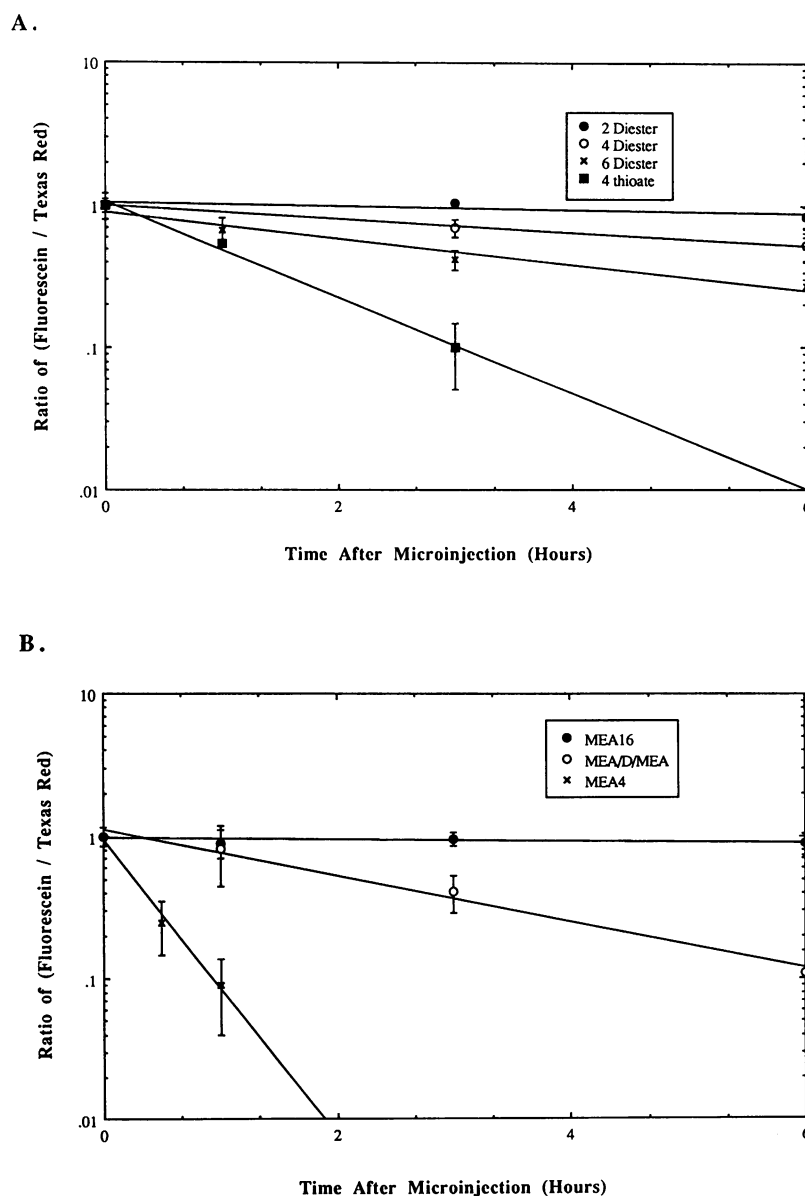 A.
10
1
.1
.01
0
2
4
6
Ratio of (Fluorescein / Texas Red)
2 Diester
4 Diester
6 Diester
4 thioate
Time After Microinjection (Hours)
B.
10
1
.1
.01
0
2
4
6
Ratio of (Fluorescein / Texas Red)
MEA16
MEA/D/MEA
MEA4
Time After Microinjection (Hours)